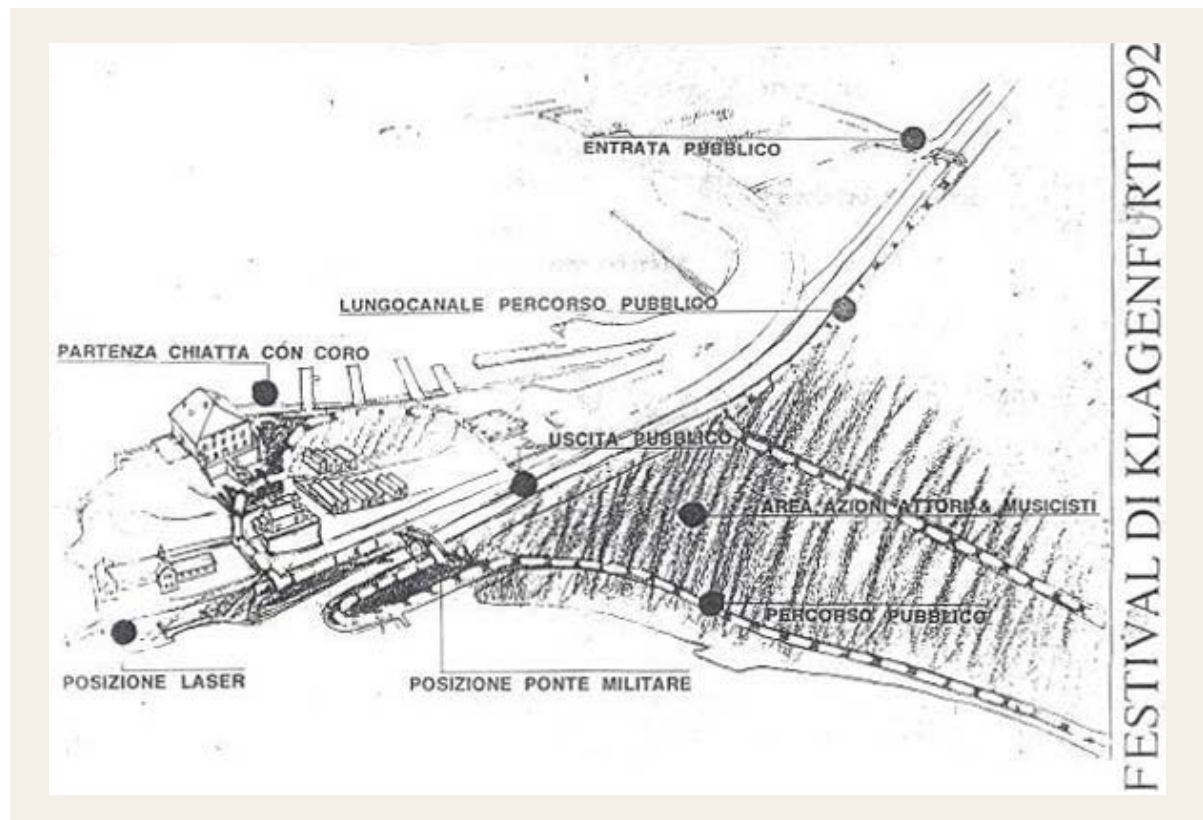 ENTRATA PUBBLICO
LUNGOCANALE PERCORSO PUBBLICO
PARTENZA CHIATTA CON CORO
USCITA PUBBLICO
AREA AZIONI ATTORI & MUSICISTI
PERCORSO PUBBLICO
POSIZIONE LASER
POSIZIONE PONTE MILITARE
FESTIVAL DI KLAGENFURT 1992